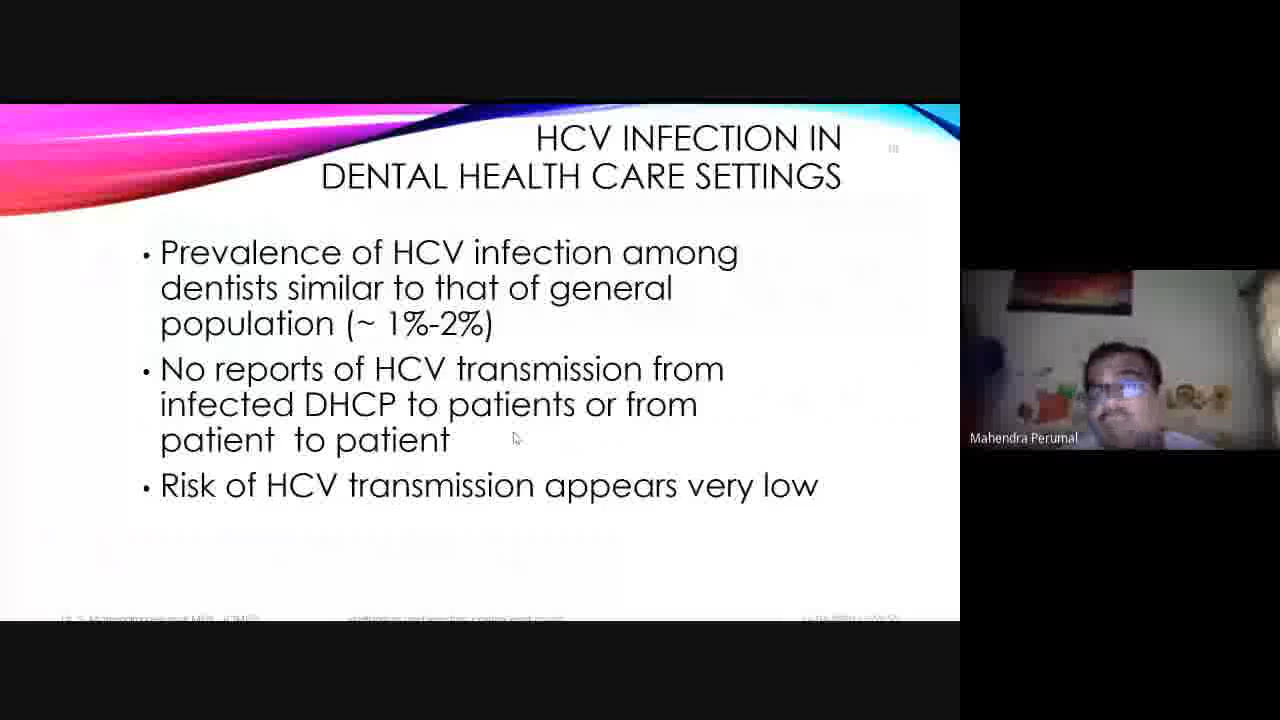 HCV INFECTION IN
DENTAL HEALTH CARE SETTINGS
• Prevalence of HCV infection among
dentists similar to that of general
population (~ 1%-2%)
• No reports of HCV transmission from
infected DHCP to patients or from
patient  to patient
• Risk of HCV transmission appears very low
Mahendra Perumal